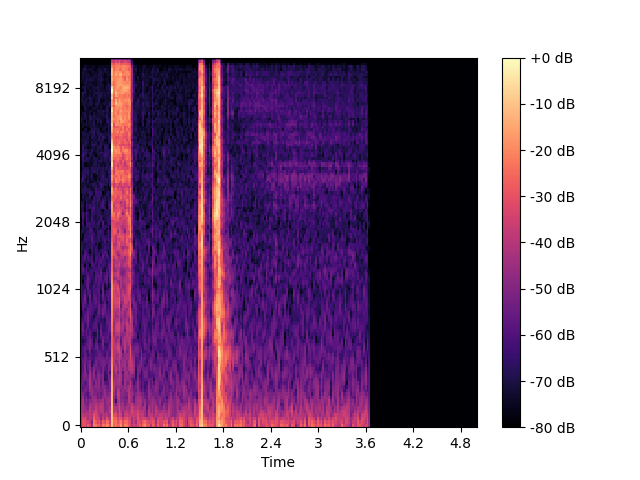 +0 dB
8192
-10 dB
4096
-20 dB
-30 dB
2048
Hz
-40 dB
1024
-50 dB
512
-60 dB
-70 dB
0
-80 dB
0 0.6 1.2 1.8 2.4 3 3.6 4.2 4.8
Time